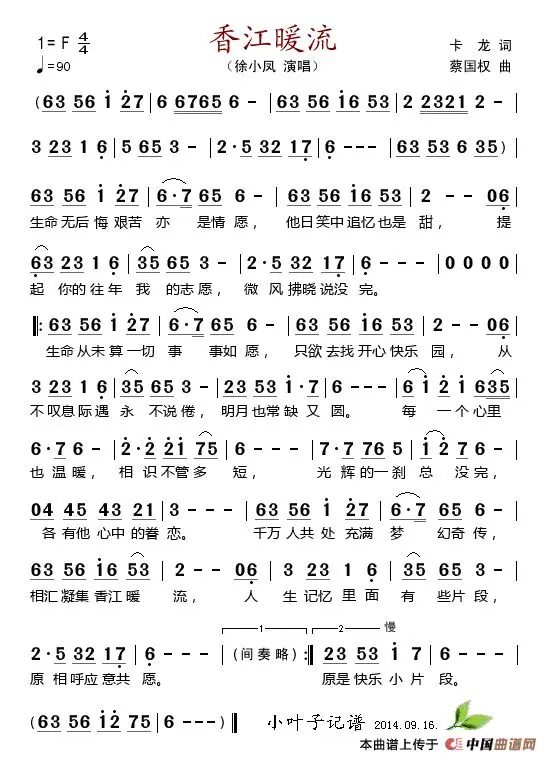 香江暖流
1= F 4/4
卡 龙 词
♩=90
（徐小凤 演唱）
蔡国权 曲
( 63 56 i 27 | 6 6765 6 - | 63 56 i6 53 | 2 2321 2 - |
3 23 1 6 | 5 65 3 - | 2· 5 32 17 | 6 - - - | 63 53 6 35 )
63 56 i 27 | 6·7 65 6 - | 63 56 i6 53 | 2 - - 06 |
生命无后悔艰苦 亦 是情愿， 他日笑中追忆也是 甜， 提
63 23 1 6 | 35 65 3 - | 2· 5 32 17 | 6 - - - | 0 0 0 0 |
起 你的往年 我 的志愿， 微 风拂晓说没 完。
‖: 63 56 i 27 | 6·7 65 6 - | 63 56 i6 53 | 2 - - 06 |
生命从未算一切 事 事如愿， 只欲去找开心快乐 园， 从
3 23 1 6 | 35 65 3 - | 23 53 i· 7 | 6 - - - | 6 i 2 i 635 |
不叹息际遇 永 不说倦， 明月也常缺又 圆。 每 一个心里
6· 7 6 - | 2· 2 21 75 | 6 - - - | 7· 7 76 5 | i 2 7 6 - |
也温暖， 相识不管多 短， 光辉的一刹 总 没完，
04 45 43 21 | 3 - - - | 63 56 i 27 | 6·7 65 6 - |
各有他心中的眷 恋。 千万人共处充满 梦 幻奇传，
63 56 i6 53 | 2 - - 06 | 3 23 1 6 | 35 65 3 - |
相汇凝集香江暖 流， 人 生记忆里面 有 些片段，
1 2 慢
2· 5 32 17 | 6 - - - | （间奏略） :‖ 23 53 i 7 | 6 - - - |
原 相呼应意共 愿。 原是快乐小片 段。
( 63 56 i2 75 | 6 - - - ) ‖ 小叶子记谱 2014.09.16.
本曲谱上传于 中国曲谱网